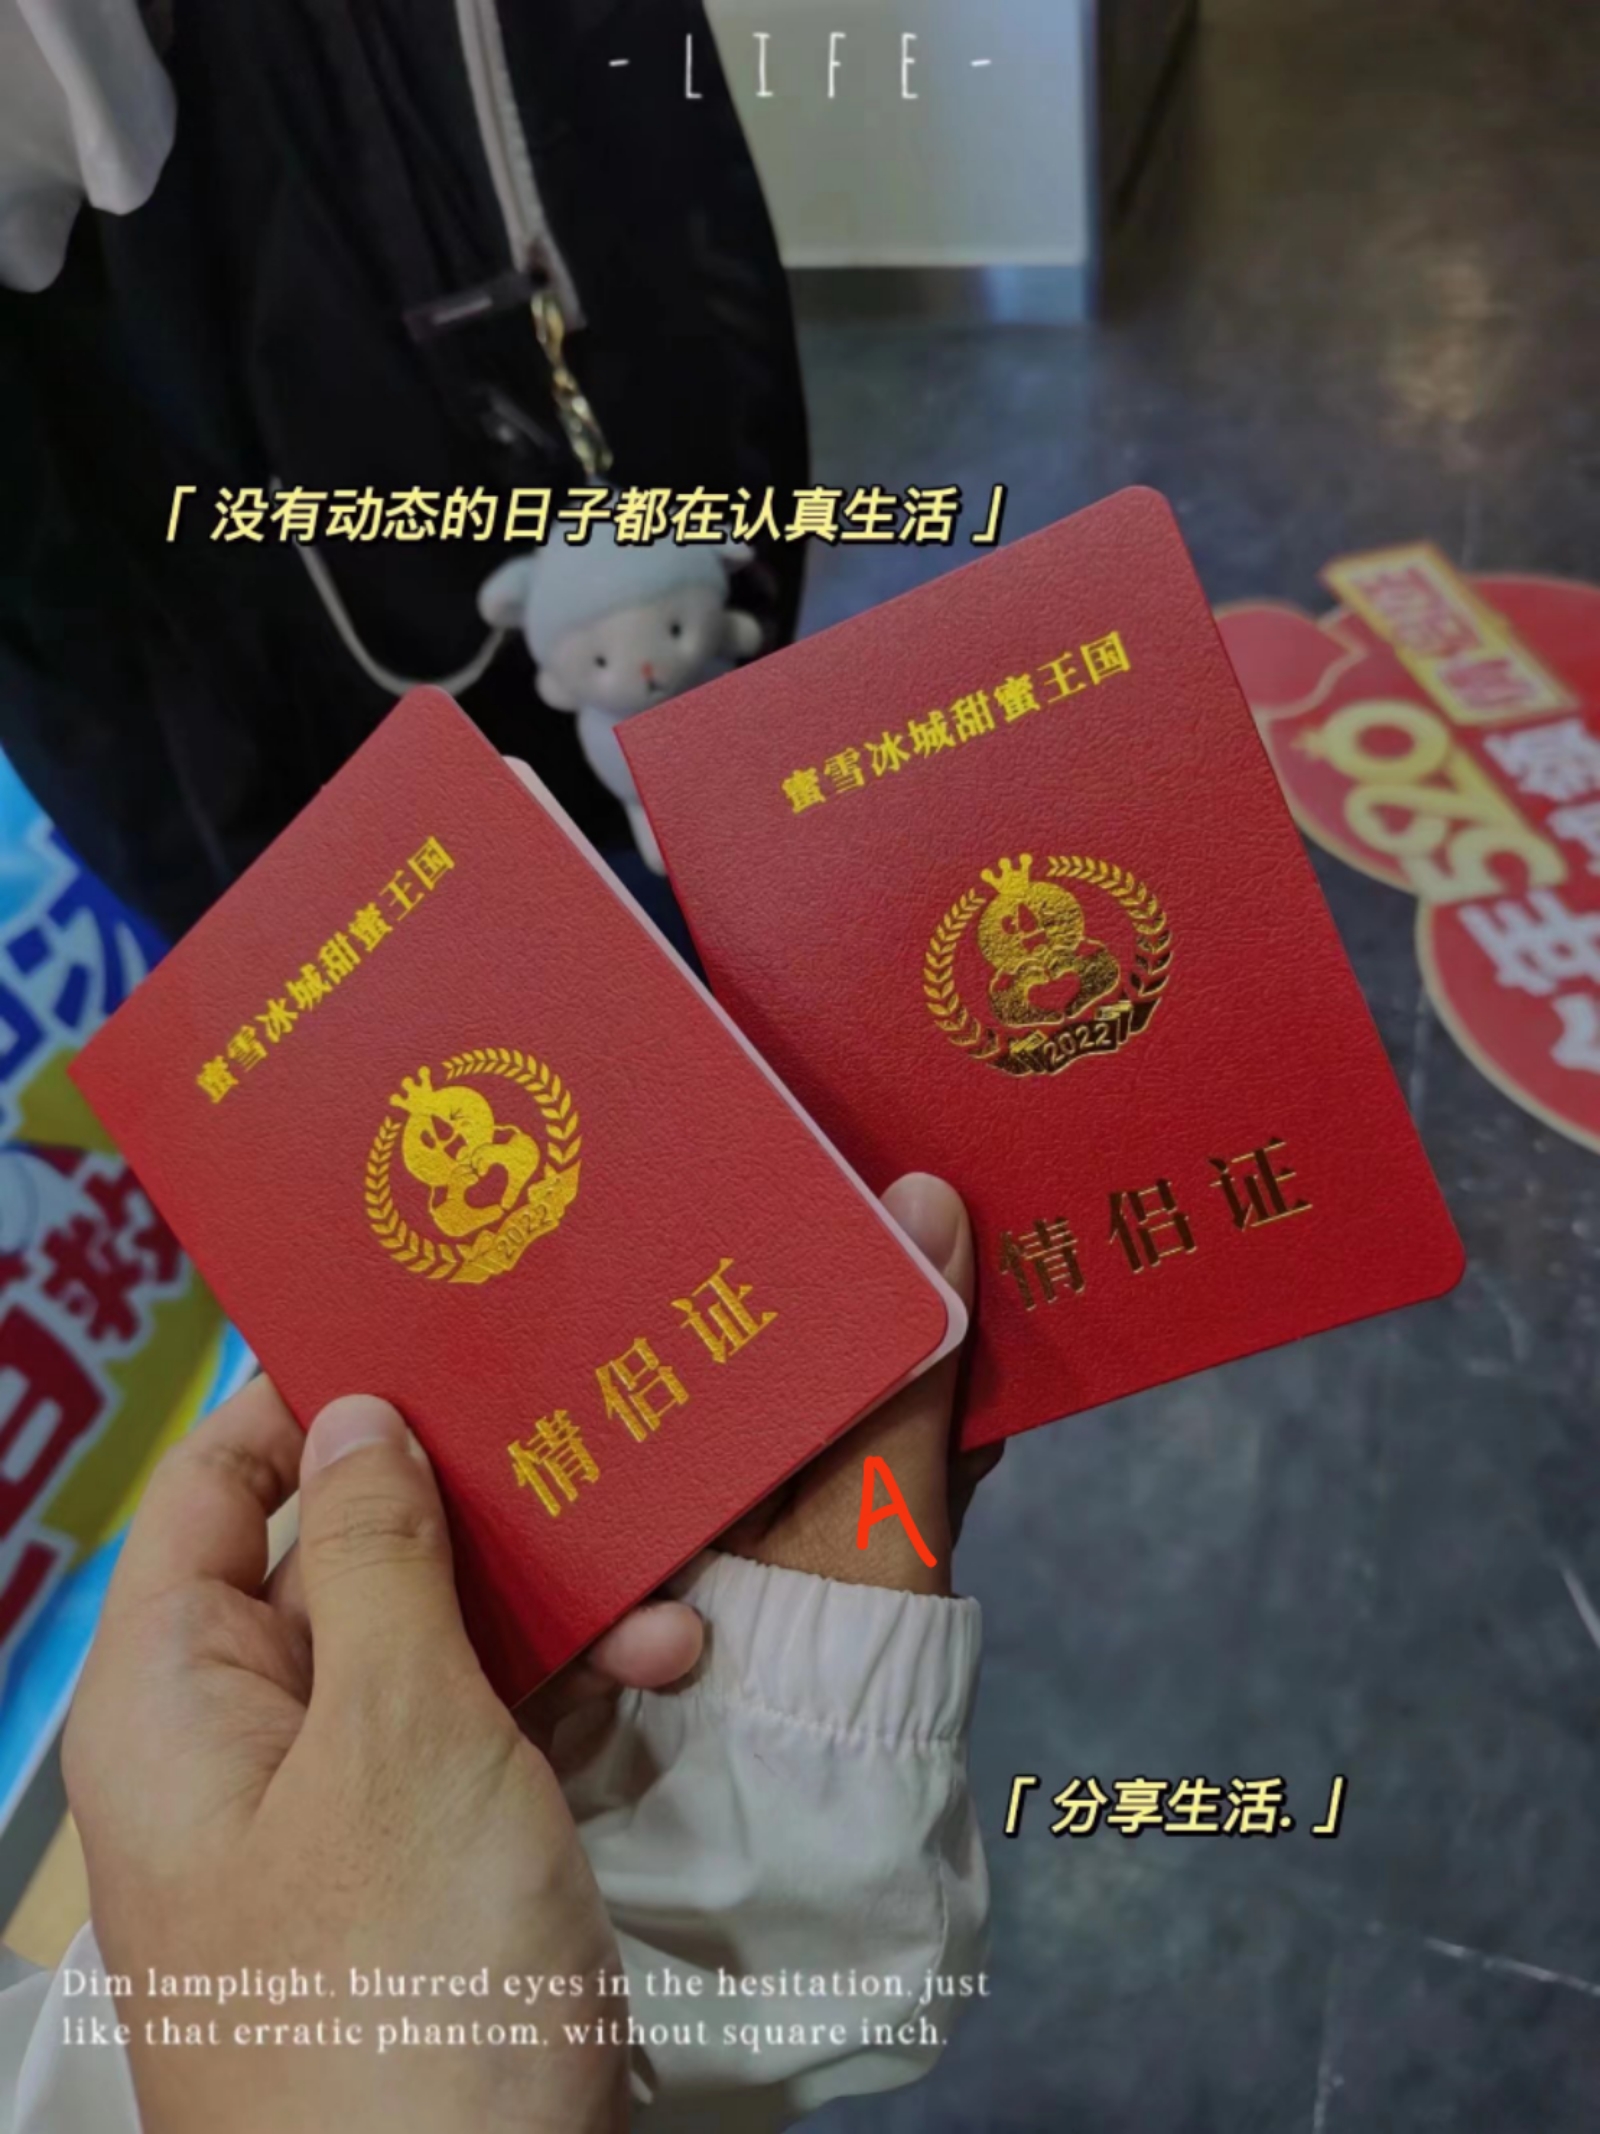 - LIFE -
「 没有动态的日子都在认真生活 」
蜜雪冰城甜蜜王国
2022
情侣证
蜜雪冰城甜蜜王国
2022
情侣证
520
A
「 分享生活. 」
Dim lamplight, blurred eyes in the hesitation, just
like that erratic phantom, without square inch.